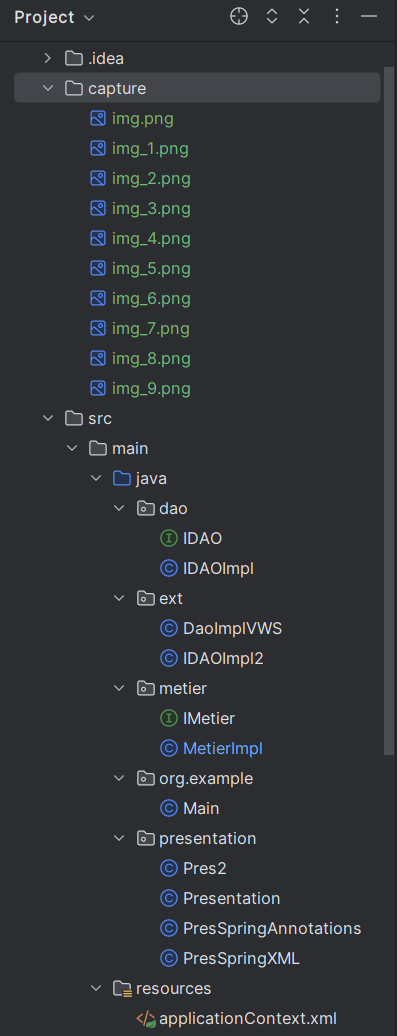 Project
.idea
capture
img.png
img_1.png
img_2.png
img_3.png
img_4.png
img_5.png
img_6.png
img_7.png
img_8.png
img_9.png
src
main
java
dao
I IDAO
C IDAOImpl
ext
C DaoImplVWS
C IDAOImpl2
metier
I IMetier
C MetierImpl
org.example
C Main
presentation
C Pres2
C Presentation
C PresSpringAnnotations
C PresSpringXML
resources
applicationContext.xml